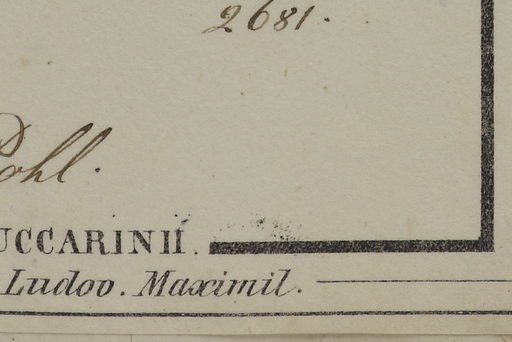 2681.
Pohl.
UCCARINII.
Ludov. Maximil.